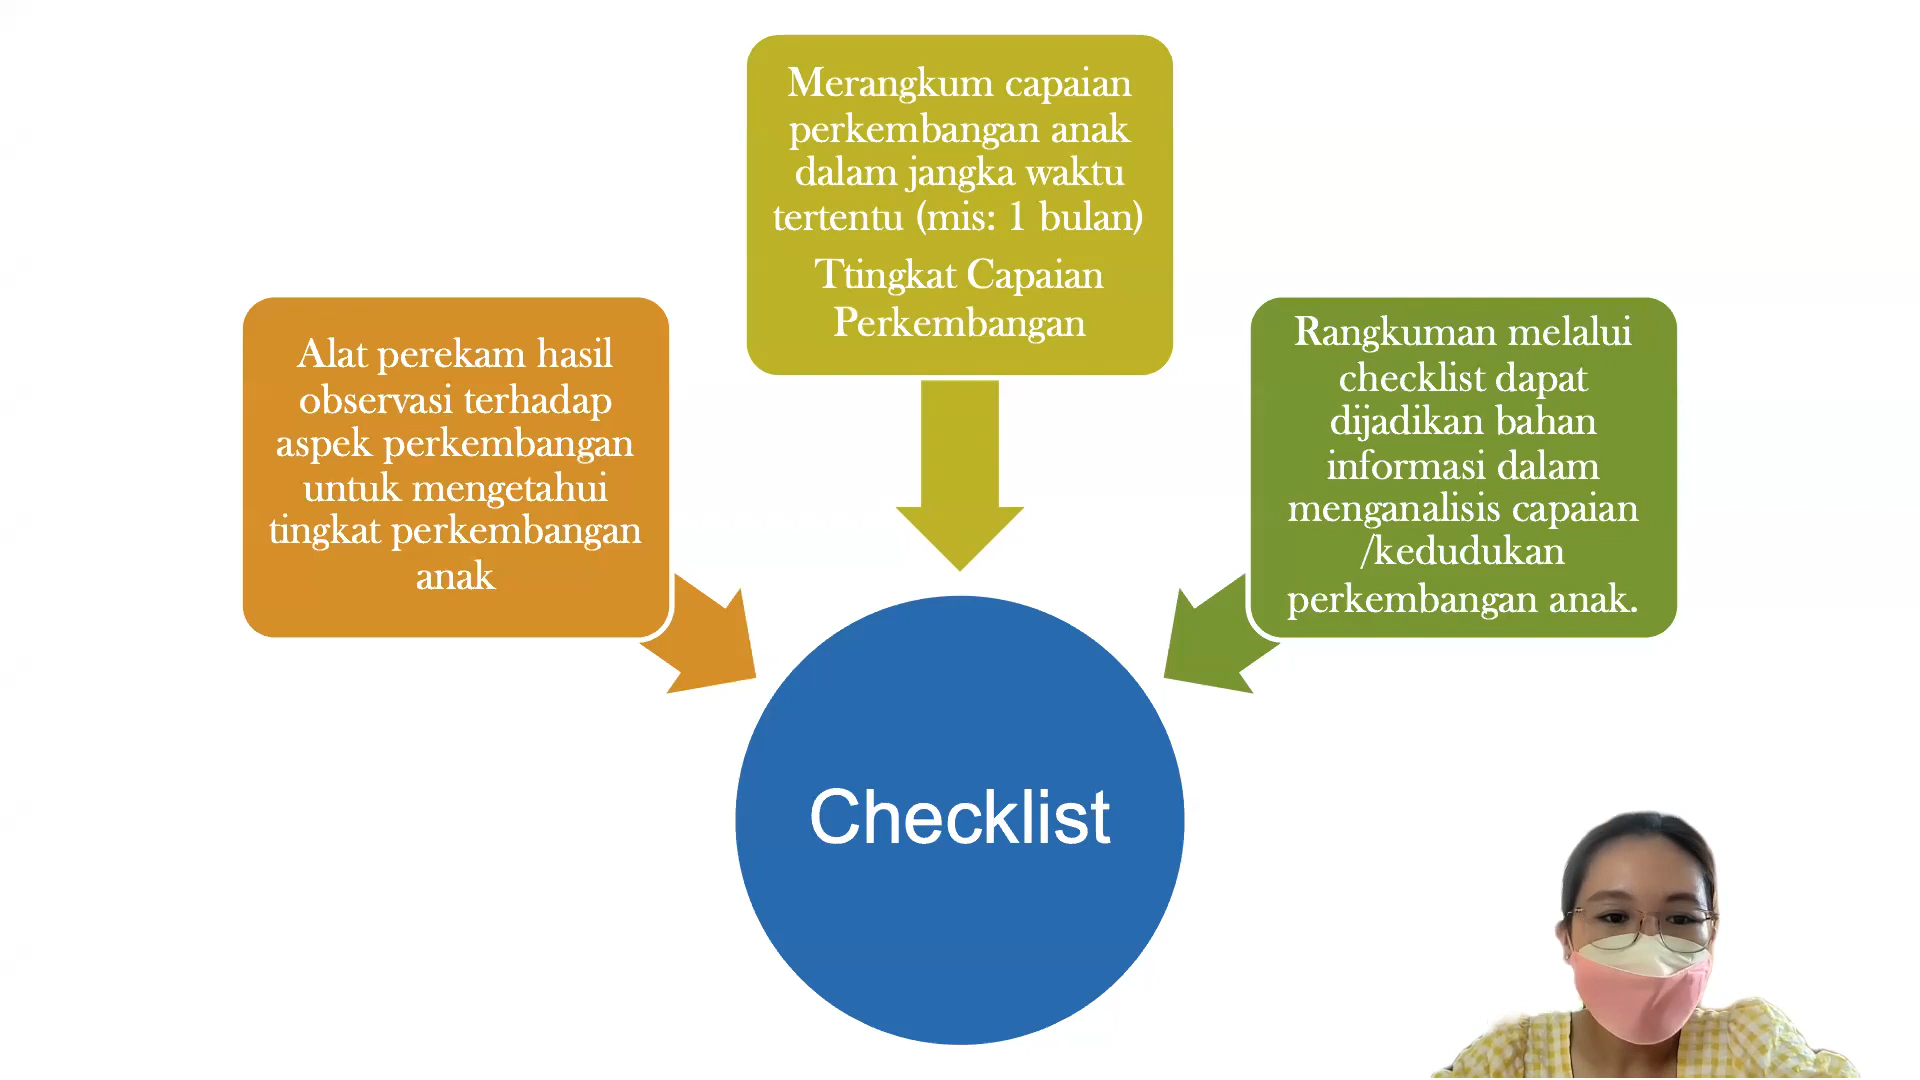 Merangkum capaian
perkembangan anak
dalam jangka waktu
tertentu (mis: 1 bulan)
Ttingkat Capaian
Perkembangan
Alat perekam hasil
observasi terhadap
aspek perkembangan
untuk mengetahui
tingkat perkembangan
anak
Rangkuman melalui
checklist dapat
dijadikan bahan
informasi dalam
menganalisis capaian
/kedudukan
perkembangan anak.
Checklist